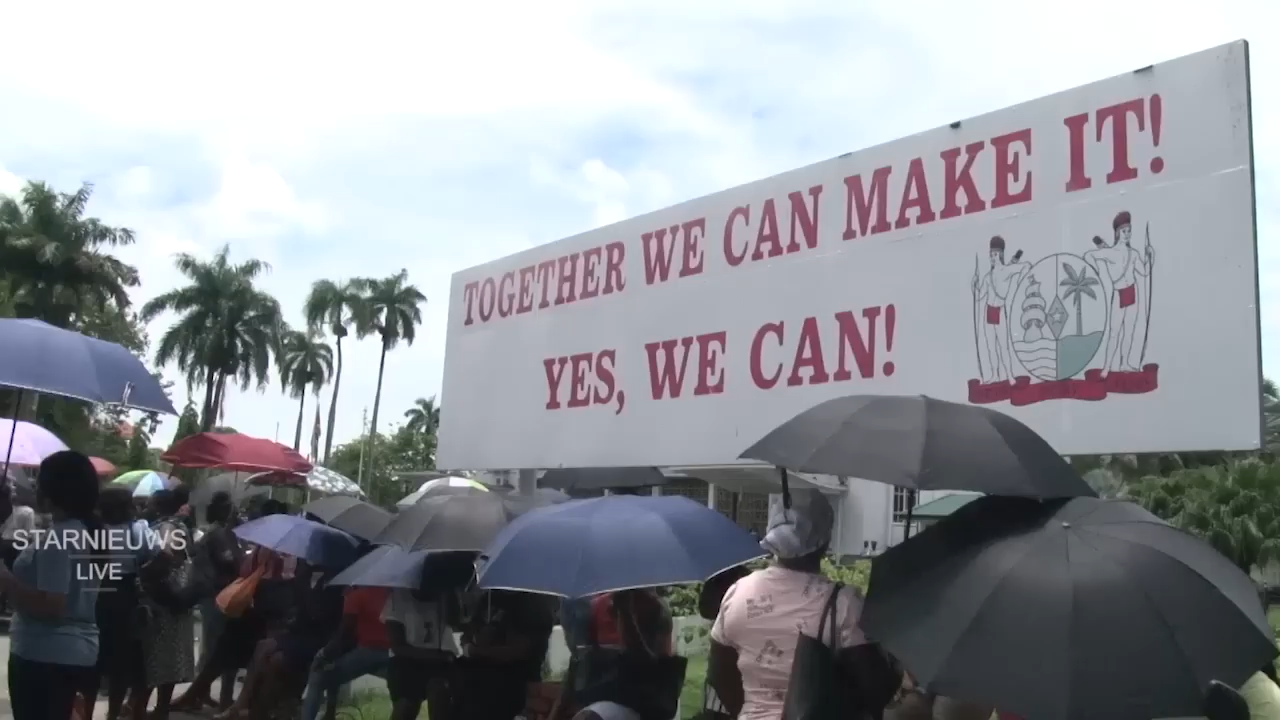 TOGETHER WE CAN MAKE IT!
YES, WE CAN!
STARNIEUWS
LIVE